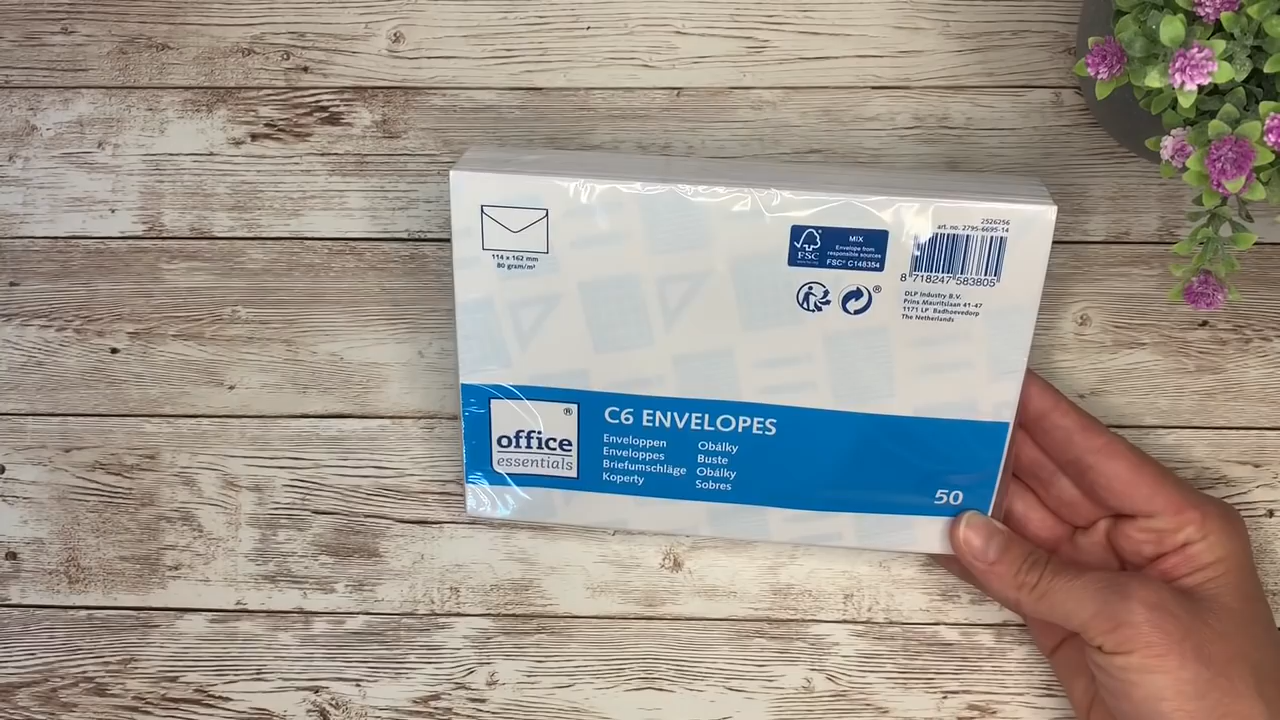 114 x 162 mm
80 gram/m²
FSC
MIX
Envelope from
responsible sources
FSC® C148354
2526256
art. no. 2795-6695-14
8 718247 583805
DLP Industry B.V.
Prins Mauritslaan 41-47
1171 LP Badhoevedorp
The Netherlands
®
office
essentials
®
C6 ENVELOPES
Enveloppen
Enveloppes
Briefumschläge
Koperty
Obálky
Buste
Obálky
Sobres
50